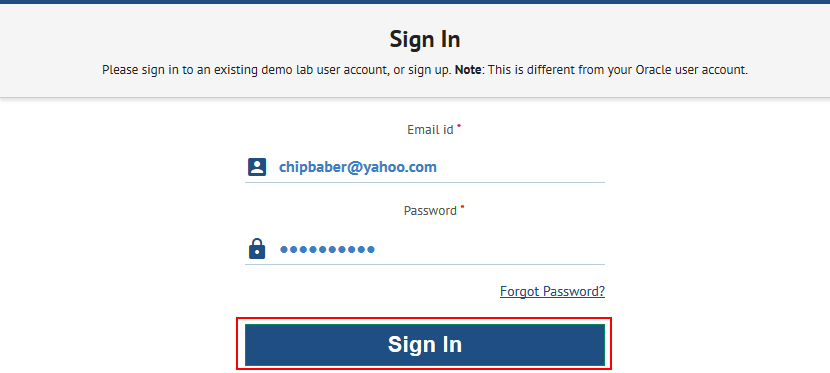 Sign In
Please sign in to an existing demo lab user account, or sign up. Note: This is different from your Oracle user account.
Email id *
chipbaber@yahoo.com
Password *
●●●●●●●●●●
Forgot Password?
Sign In